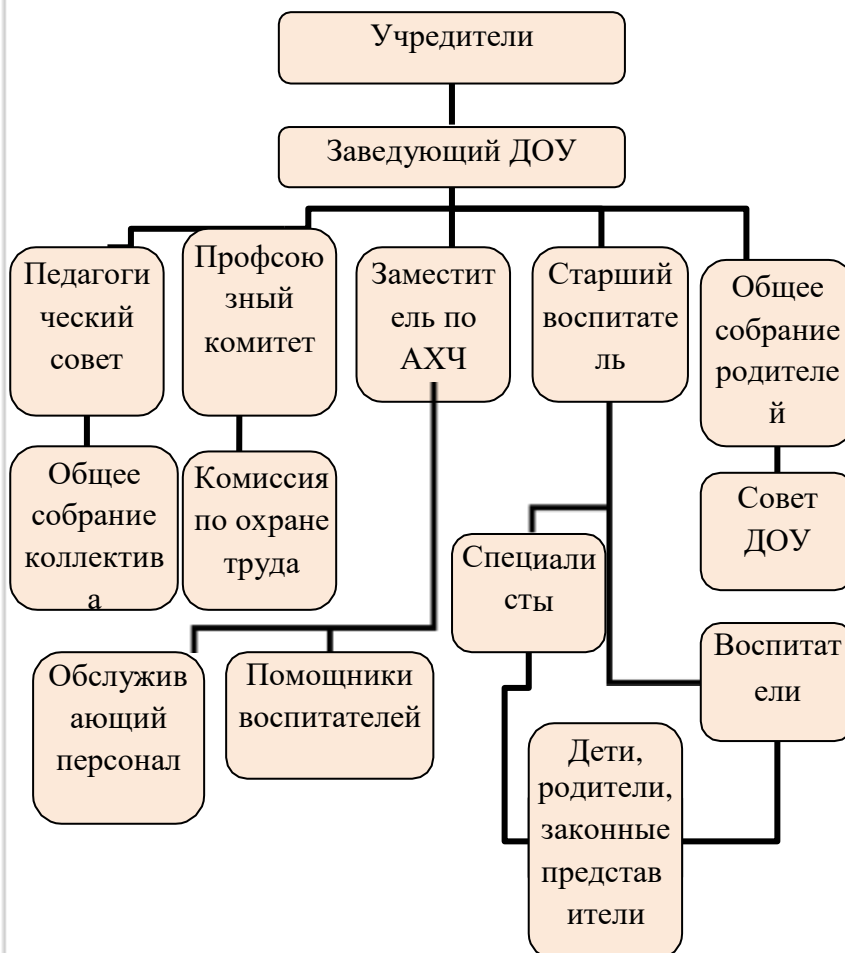 Учредители
Заведующий ДОУ
Педагоги
ческий
совет
Профсою
зный
комитет
Заместит
ель по
АХЧ
Старший
воспитате
ль
Общее
собрание
родителе
й
Общее
собрание
коллектив
а
Комиссия
по охране
труда
Совет
ДОУ
Специали
сты
Воспитат
ели
Обслужив
ающий
персонал
Помощники
воспитателей
Дети,
родители,
законные
представ
ители